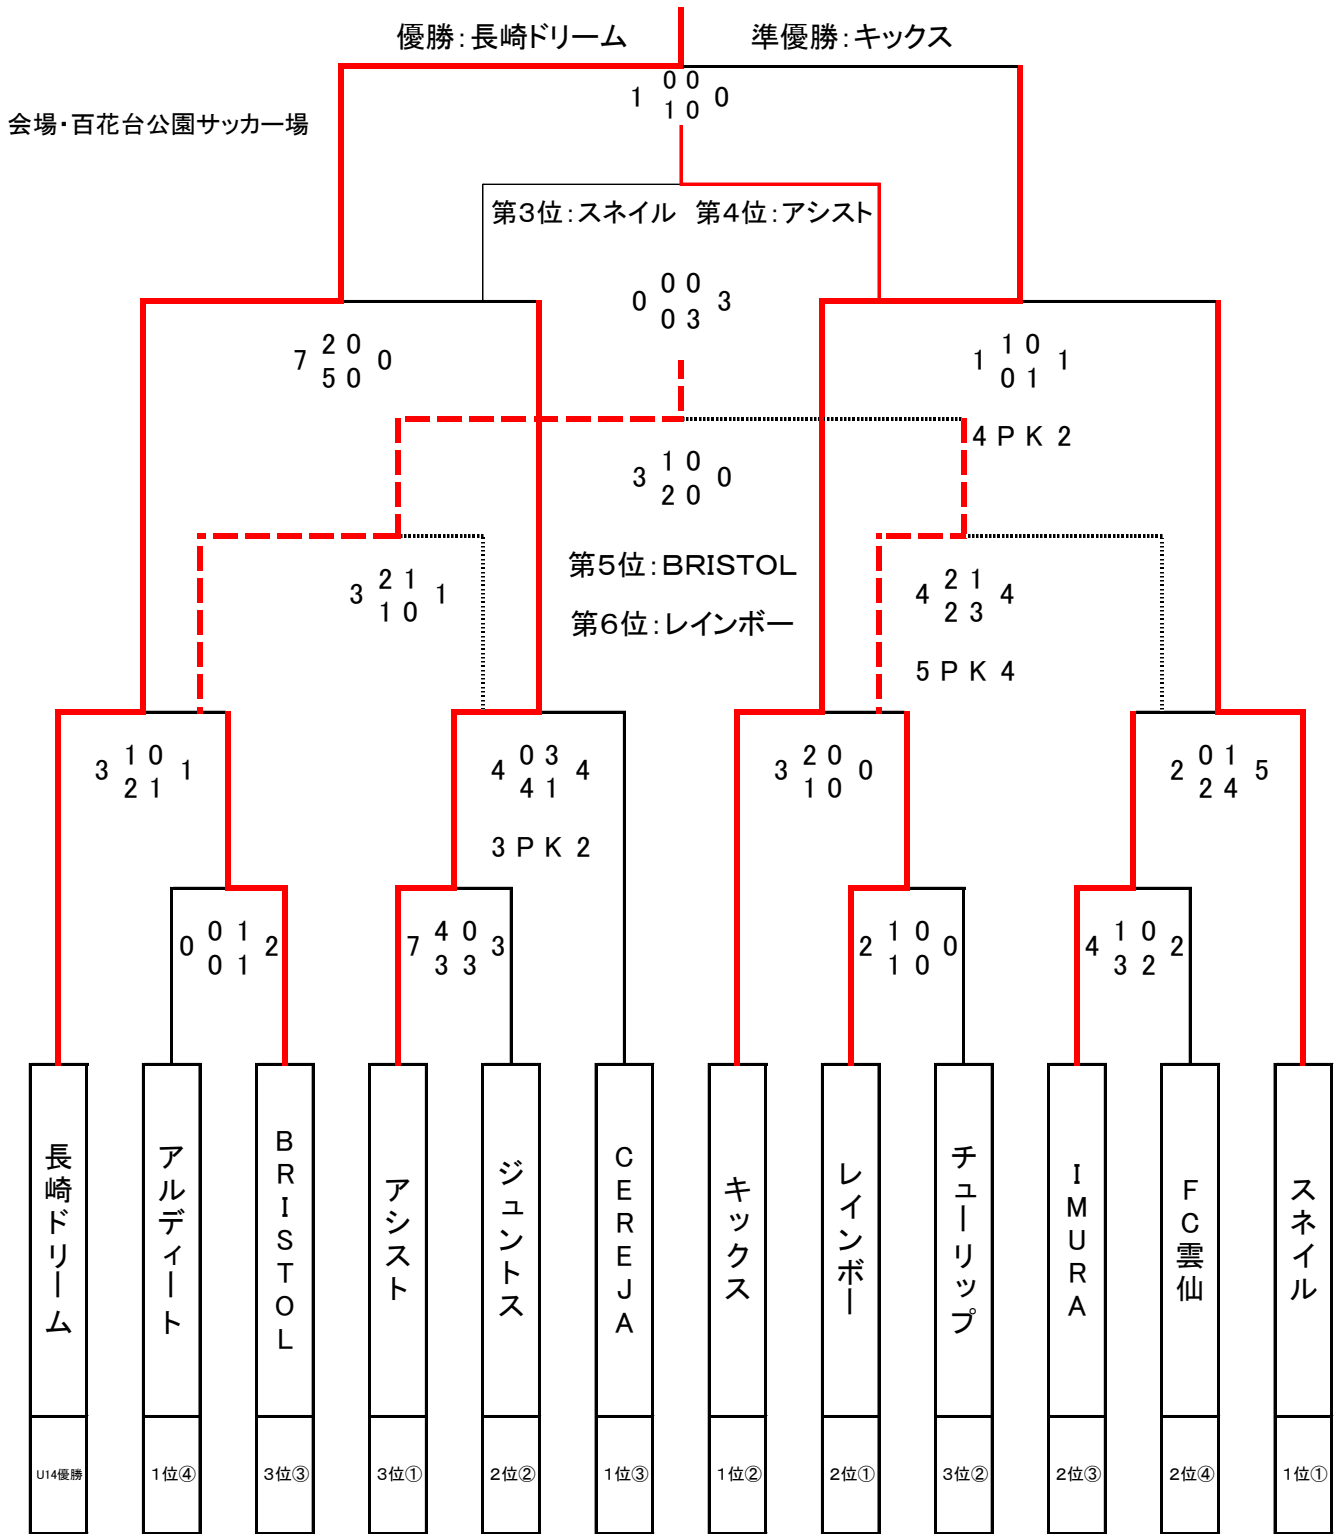 優勝：長崎ドリーム　準優勝：キックス
0 0
1 0
1 0
会場・百花台公園サッカー場
第3位：スネイル 第4位：アシスト
0 0
0 3
0 3
2 0
7 0
5 0
1 0
1 1
0 1
4 P K 2
1 0
3 0
2 0
第5位：BRISTOL
2 1
3 1
1 0
2 1
4 4
2 3
第6位：レインボー
5 P K 4
1 0
3 1
2 1
0 3
4 4
4 1
2 0
3 0
1 0
0 1
2 5
2 4
3 P K 2
0 1
0 2
0 1
4 0
7 3
3 3
1 0
2 0
1 0
1 0
4 2
3 2
長崎ドリーム
アルディート
BRISTOL
アシスト
ジュントス
CEREJA
キックス
レインボー
チューリップ
IMURA
FC雲仙
スネイル
U14優勝
1位④
3位③
3位①
2位②
1位③
1位②
2位①
3位②
2位③
2位④
1位①